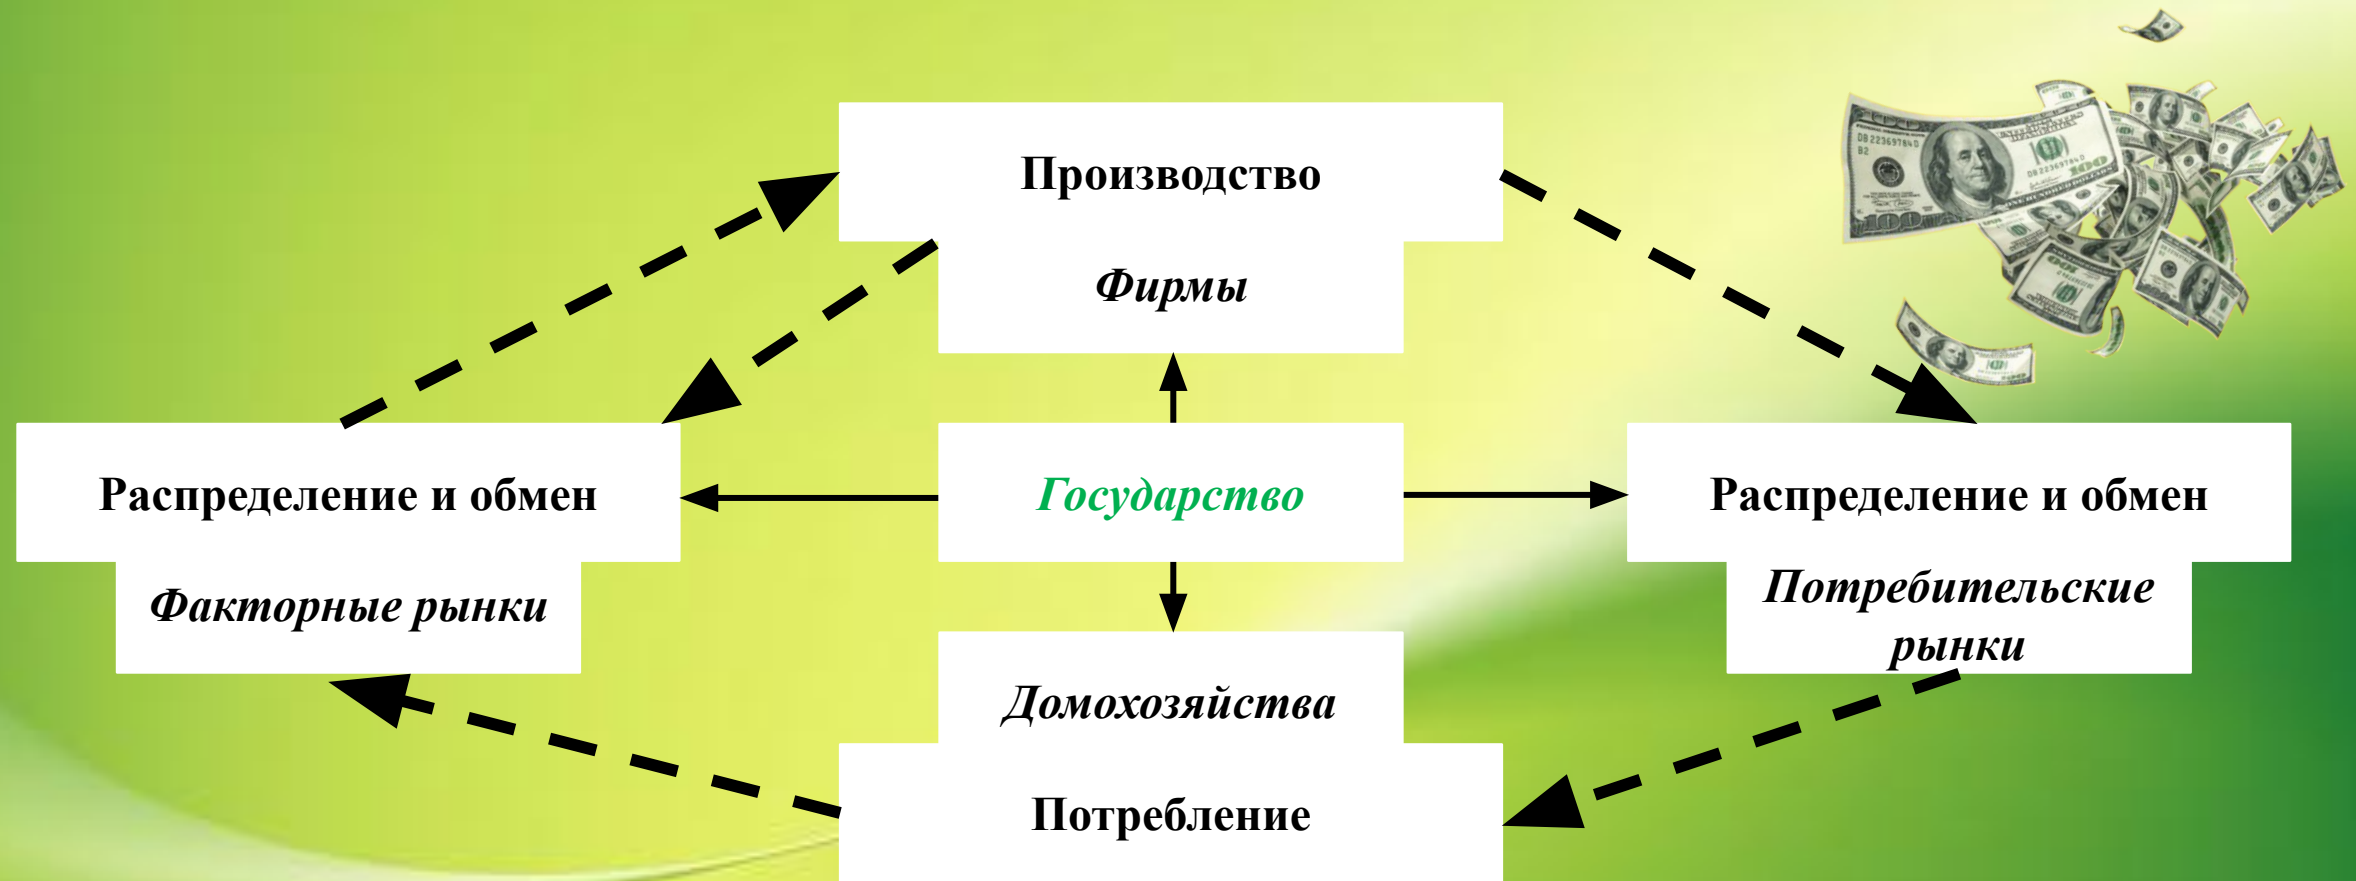 Производство
Фирмы
Распределение и обмен
Факторные рынки
Государство
Распределение и обмен
Потребительские
рынки
Домохозяйства
Потребление